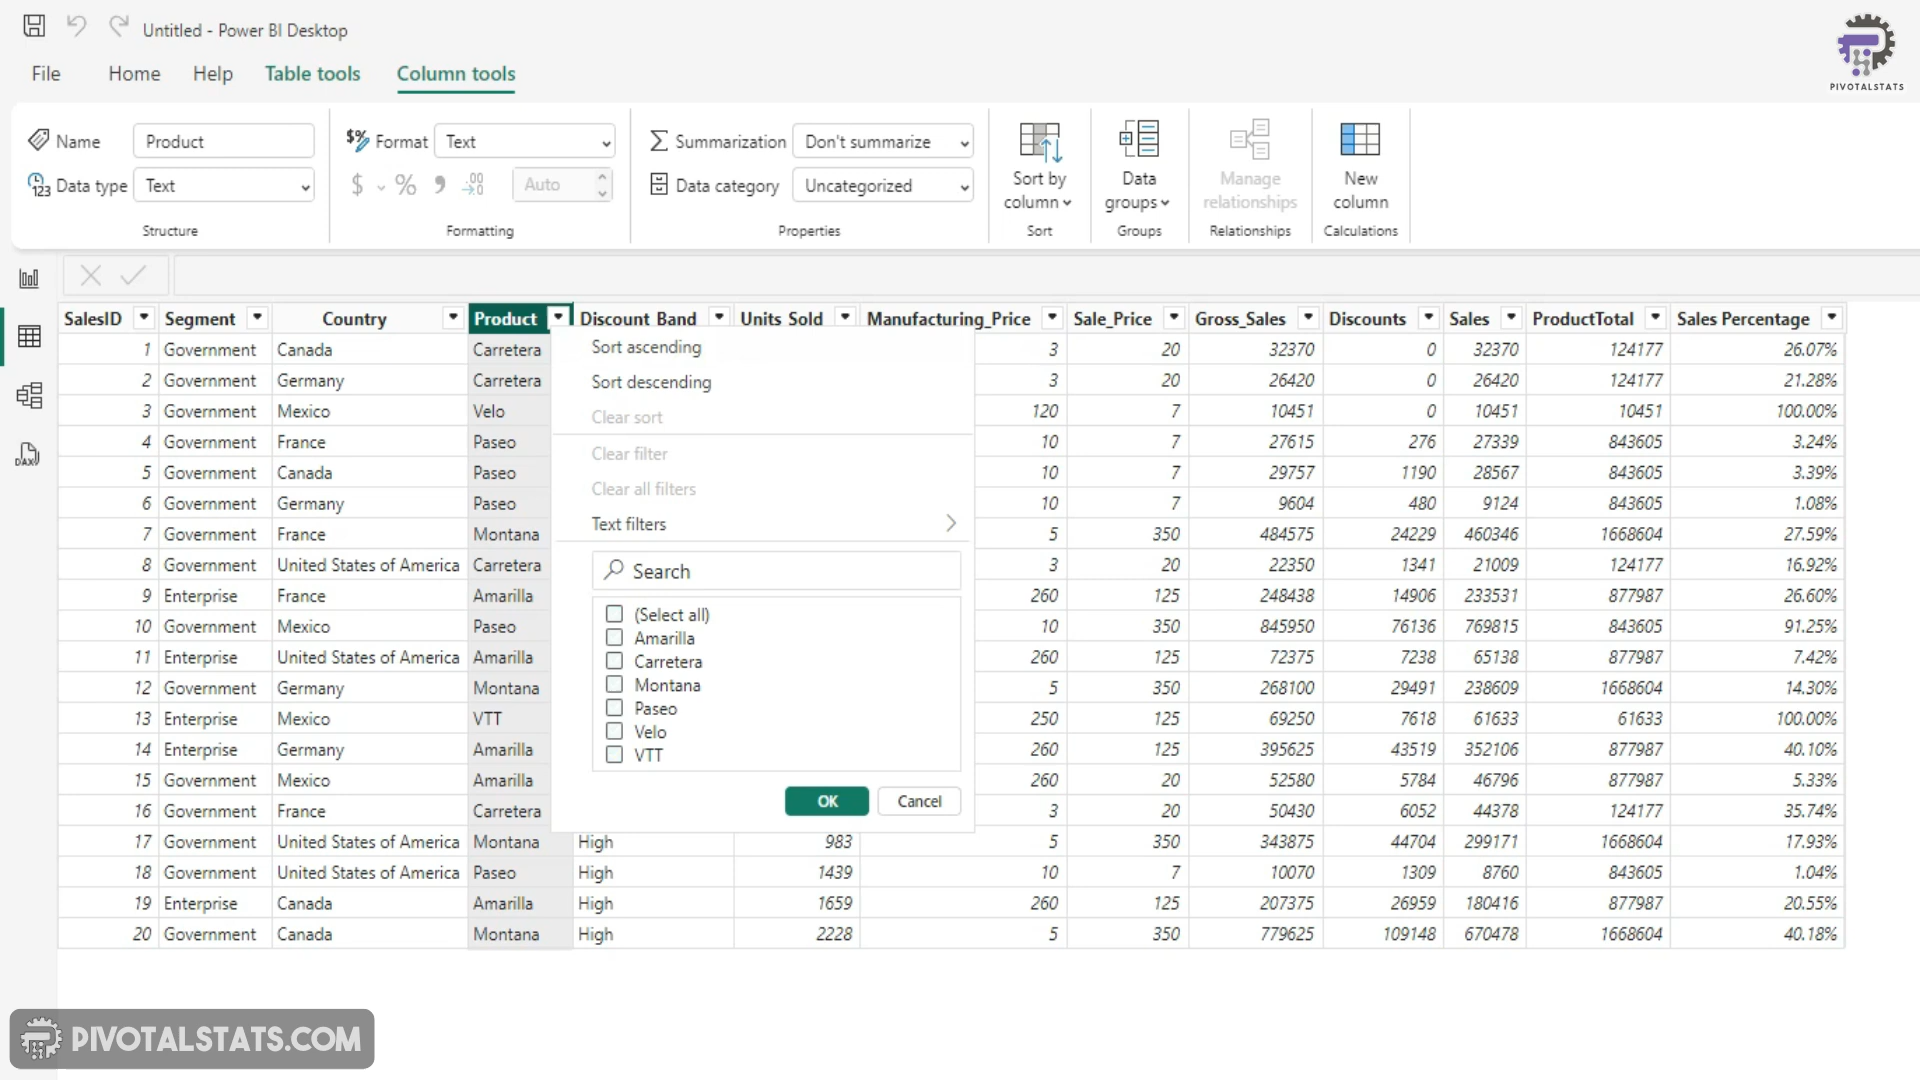 Untitled - Power BI Desktop
PIVOTALSTATS
File Home Help Table tools Column tools
Name Product $% Format Text Summarization Don't summarize Sort by column Data groups Manage relationships New column
Data type Text $ % 9 .00 Auto Data category Uncategorized
Structure Formatting Properties Sort Groups Relationships Calculations
SalesID Segment Country Product Discount_Band Units_Sold Manufacturing_Price Sale_Price Gross_Sales Discounts Sales ProductTotal Sales Percentage
1 Government Canada Carretera 3 20 32370 0 32370 124177 26.07%
2 Government Germany Carretera 3 20 26420 0 26420 124177 21.28%
3 Government Mexico Velo 120 7 10451 0 10451 10451 100.00%
4 Government France Paseo 10 7 27615 276 27339 843605 3.24%
5 Government Canada Paseo 10 7 29757 1190 28567 843605 3.39%
6 Government Germany Paseo 10 7 9604 480 9124 843605 1.08%
7 Government France Montana 5 350 484575 24229 460346 1668604 27.59%
8 Government United States of America Carretera 3 20 22350 1341 21009 124177 16.92%
9 Enterprise France Amarilla 260 125 248438 14906 233531 877987 26.60%
10 Government Mexico Paseo 10 350 845950 76136 769815 843605 91.25%
11 Enterprise United States of America Amarilla 260 125 72375 7238 65138 877987 7.42%
12 Government Germany Montana 5 350 268100 29491 238609 1668604 14.30%
13 Enterprise Mexico VTT 250 125 69250 7618 61633 61633 100.00%
14 Enterprise Germany Amarilla 260 125 395625 43519 352106 877987 40.10%
15 Government Mexico Amarilla 260 20 52580 5784 46796 877987 5.33%
16 Government France Carretera 3 20 50430 6052 44378 124177 35.74%
17 Government United States of America Montana High 983 5 350 343875 44704 299171 1668604 17.93%
18 Government United States of America Paseo High 1439 10 7 10070 1309 8760 843605 1.04%
19 Enterprise Canada Amarilla High 1659 260 125 207375 26959 180416 877987 20.55%
20 Government Canada Montana High 2228 5 350 779625 109148 670478 1668604 40.18%
Sort ascending
Sort descending
Clear sort
Clear filter
Clear all filters
Text filters
Search
(Select all)
Amarilla
Carretera
Montana
Paseo
Velo
VTT
OK Cancel
DAX
PIVOTALSTATS.COM